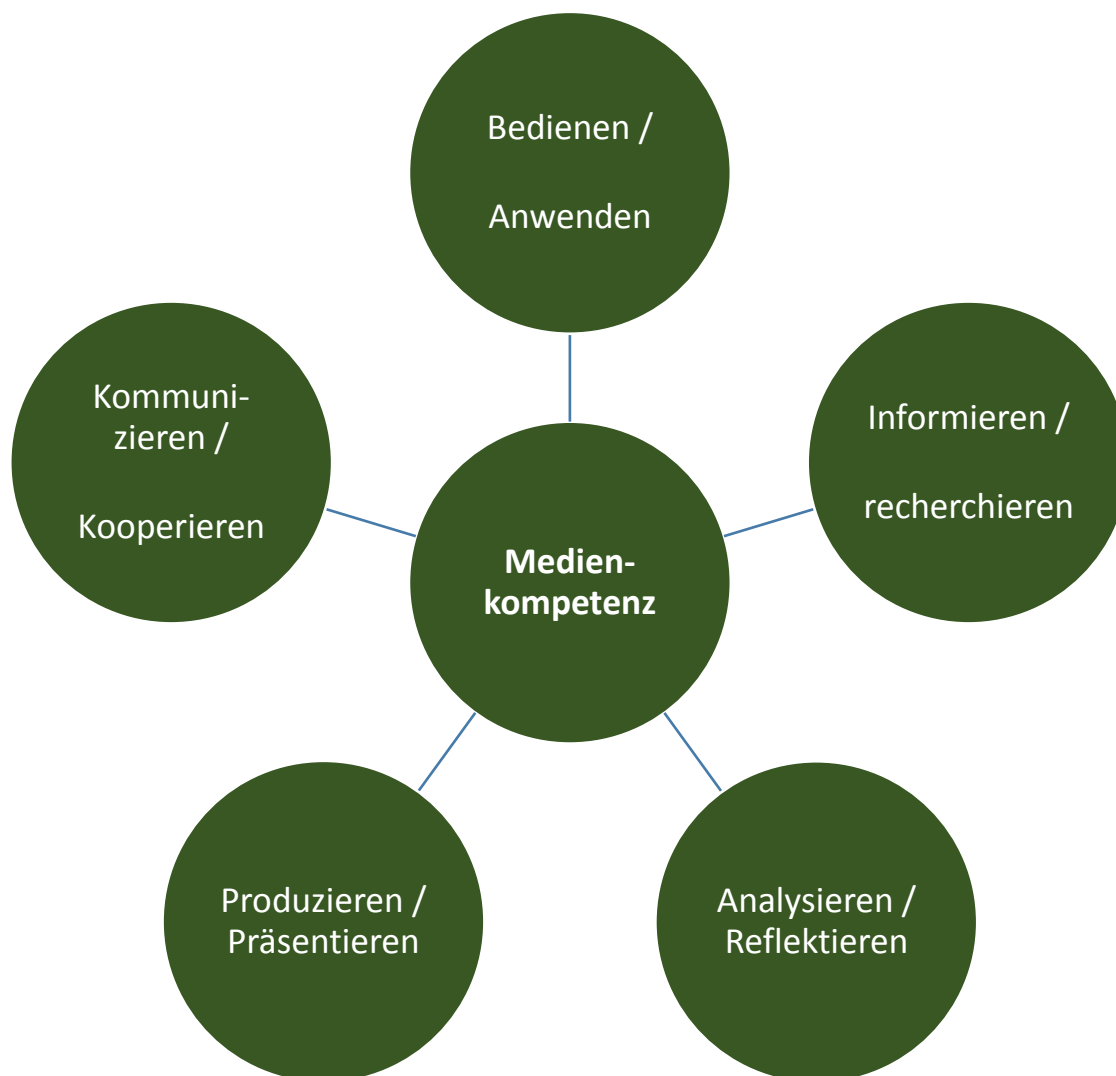 Bedienen /
Anwenden
Kommuni-
zieren /
Kooperieren
Informieren /
recherchieren
Medien-
kompetenz
Produzieren /
Präsentieren
Analysieren /
Reflektieren